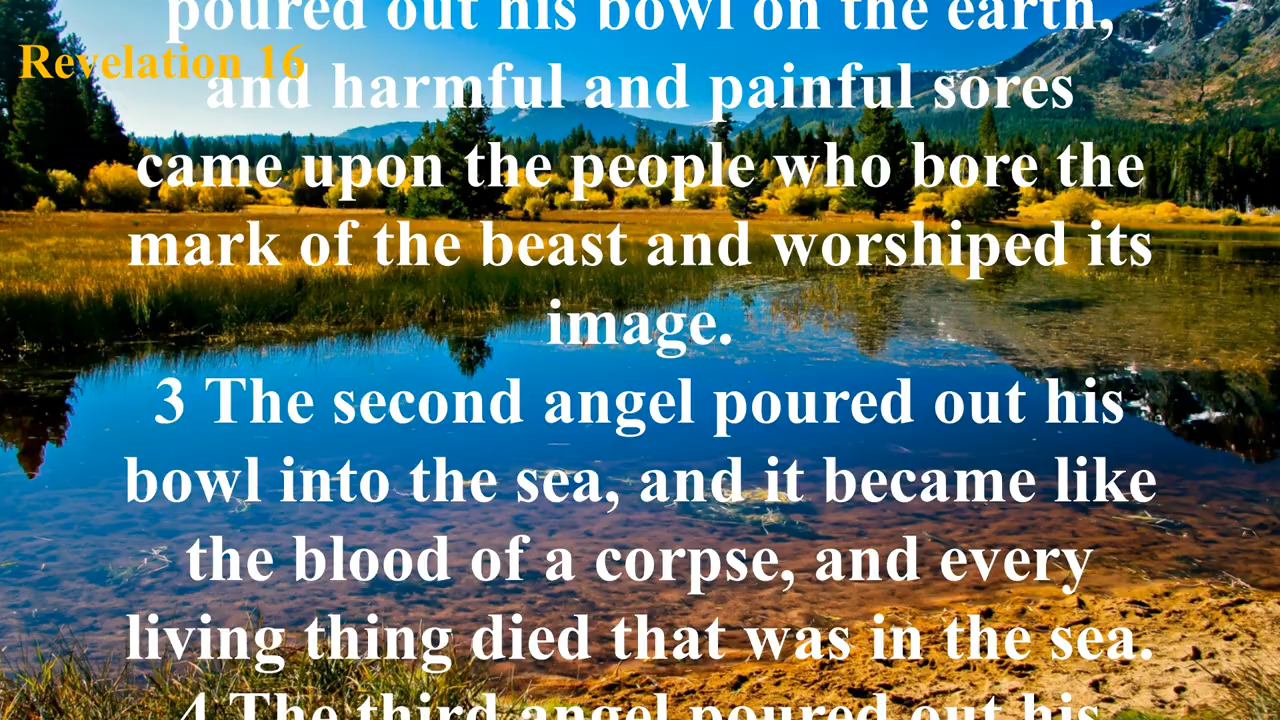 poured out his bowl on the earth,
Revelation 16
and harmful and painful sores
came upon the people who bore the
mark of the beast and worshiped its
image.
3 The second angel poured out his
bowl into the sea, and it became like
the blood of a corpse, and every
living thing died that was in the sea.
4 The third angel poured out his